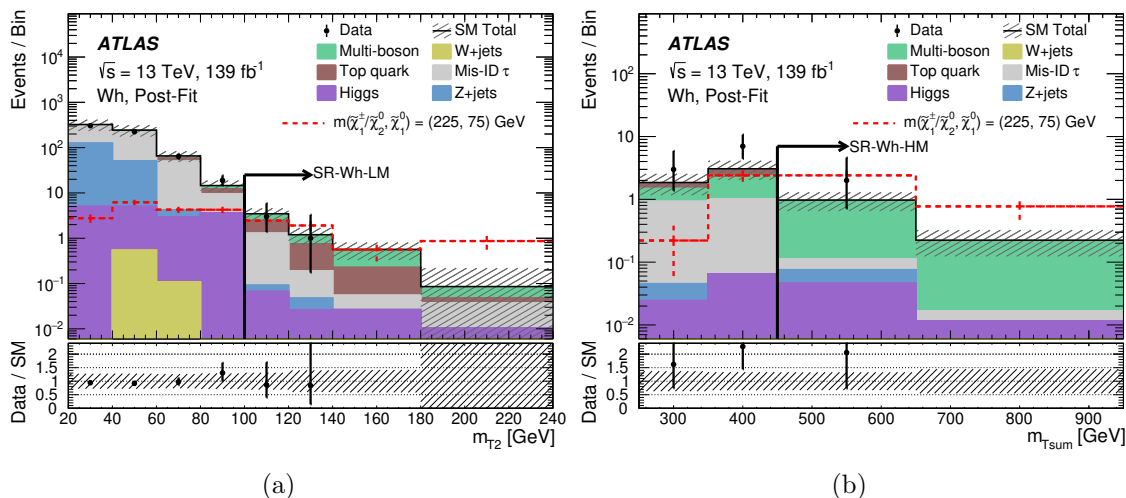 Events / Bin
10⁴
10³
10²
10
1
10⁻¹
10⁻²
ATLAS
√s = 13 TeV, 139 fb⁻¹
Wh, Post-Fit
Data
SM Total
Multi-boson
W+jets
Top quark
Mis-ID τ
Higgs
Z+jets
m(χ̃₁±/χ̃₂⁰, χ̃₁⁰) = (225, 75) GeV
SR-Wh-LM
Data / SM
2
1.5
1
0.5
0
20 40 60 80 100 120 140 160 180 200 220 240
m_T2 [GeV]
(a)
Events / Bin
10²
10
1
10⁻¹
10⁻²
ATLAS
√s = 13 TeV, 139 fb⁻¹
Wh, Post-Fit
Data
SM Total
Multi-boson
W+jets
Top quark
Mis-ID τ
Higgs
Z+jets
m(χ̃₁±/χ̃₂⁰, χ̃₁⁰) = (225, 75) GeV
SR-Wh-HM
Data / SM
2
1.5
1
0.5
0
300 400 500 600 700 800 900
m_Tsum [GeV]
(b)